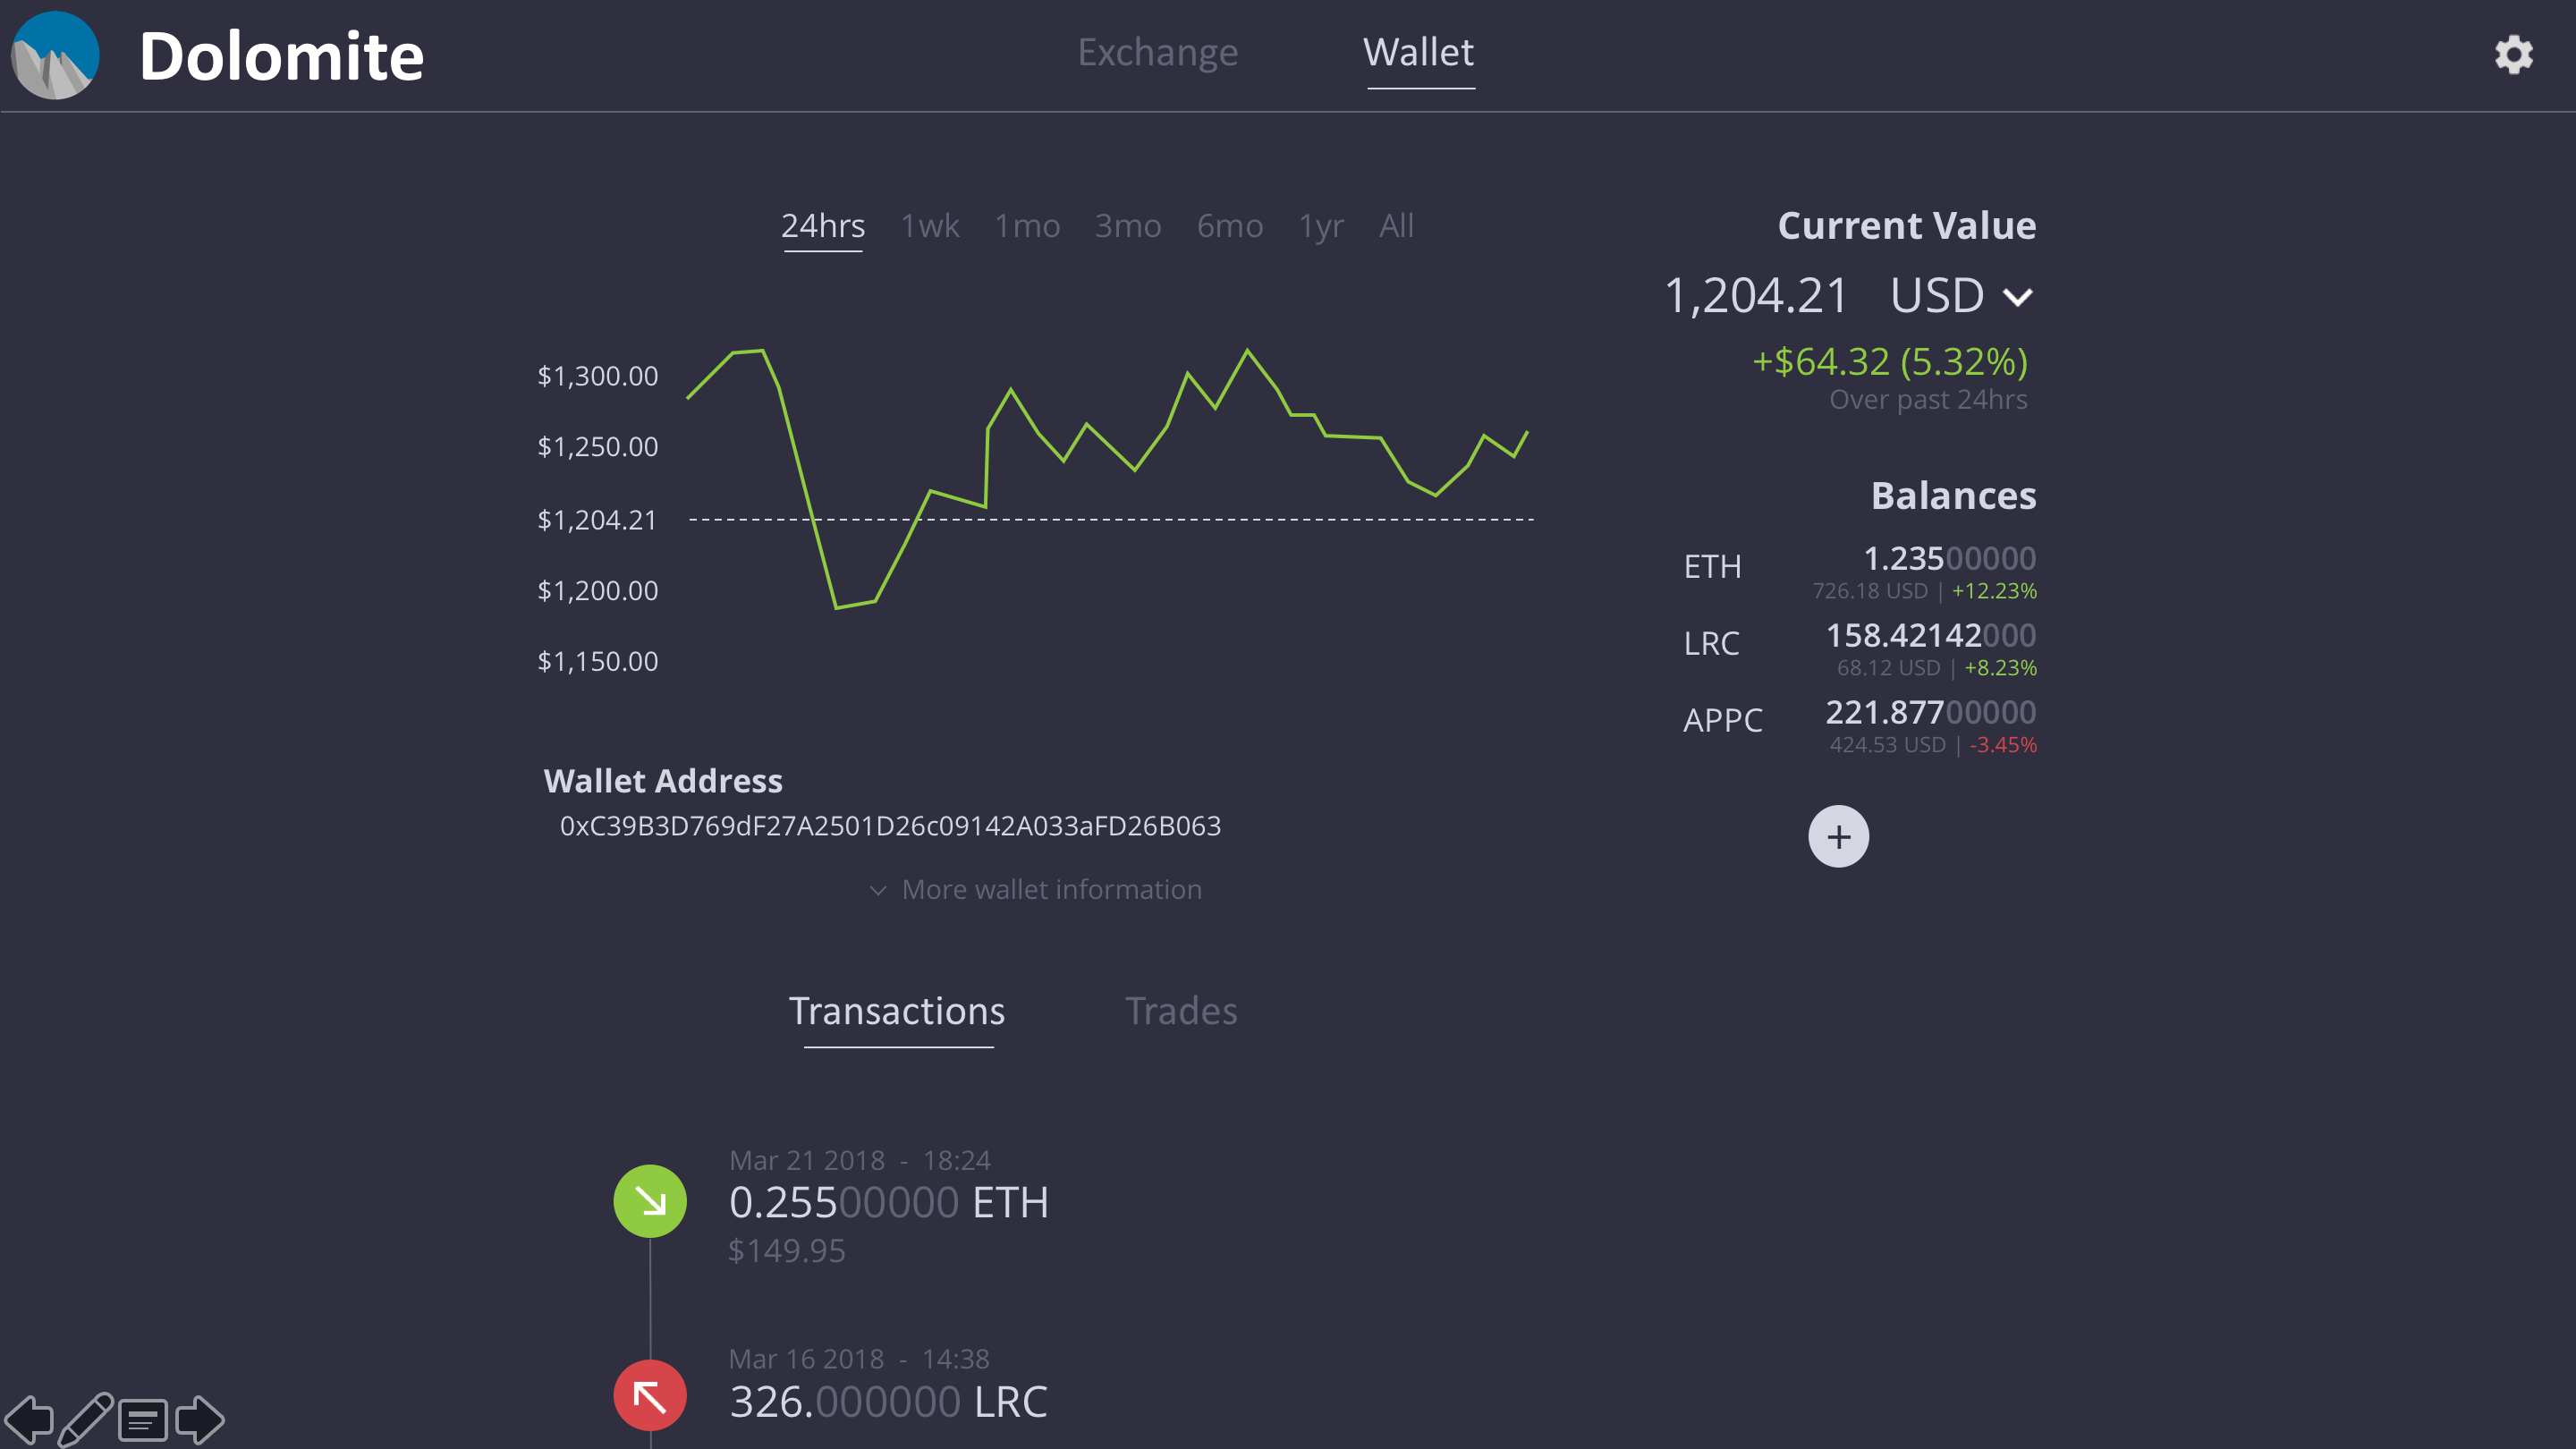 Dolomite
Exchange
Wallet
24hrs 1wk 1mo 3mo 6mo 1yr All
$1,300.00
$1,250.00
$1,204.21
$1,200.00
$1,150.00
Current Value
1,204.21 USD
+$64.32 (5.32%)
Over past 24hrs
Balances
ETH 1.23500000
726.18 USD | +12.23%
LRC 158.42142000
68.12 USD | +8.23%
APPC 221.87700000
424.53 USD | -3.45%
+
Wallet Address
0xC39B3D769dF27A2501D26c09142A033aFD26B063
More wallet information
Transactions
Trades
Mar 21 2018 - 18:24
0.25500000 ETH
$149.95
Mar 16 2018 - 14:38
326.000000 LRC